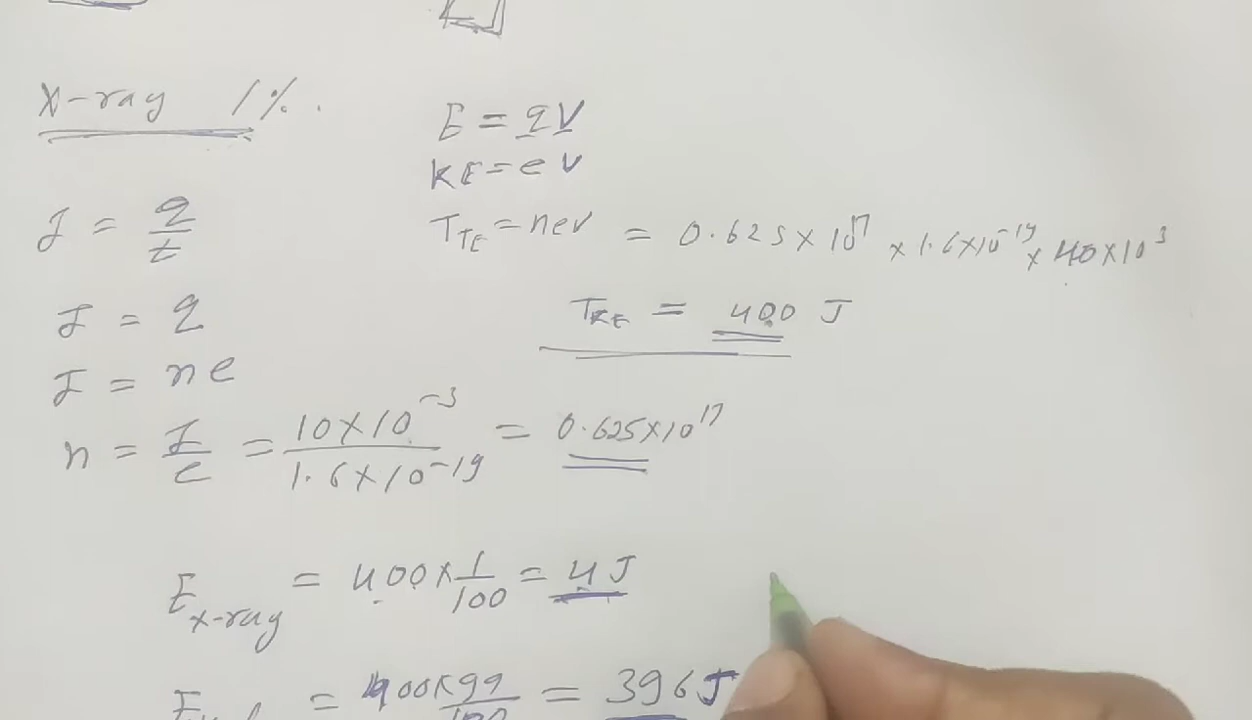 X-ray 1%.
E = qV
KE = eV
I = q/t
T_TE = nev = 0.625×10^17 × 1.6×10^-19 × 40×10^3
I = q
T_KE = 400 J
I = ne
n = I/e = 10×10^-3 / 1.6×10^-19 = 0.625×10^17
E_x-ray = 400 × 1/100 = 4 J
= 400×99/100 = 396 J